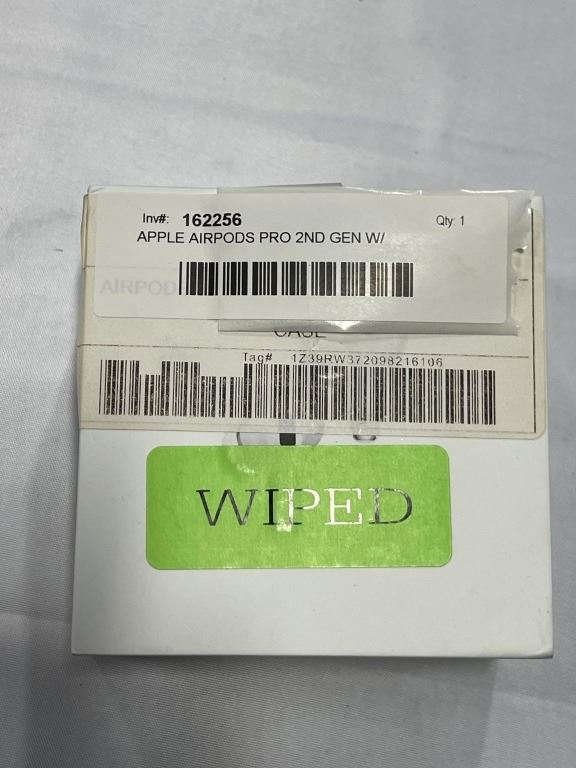 Inv#: 162256 Qty: 1
APPLE AIRPODS PRO 2ND GEN W/
AIRPOD
CASE
Tag# 1Z39RW372098216106
WIPED